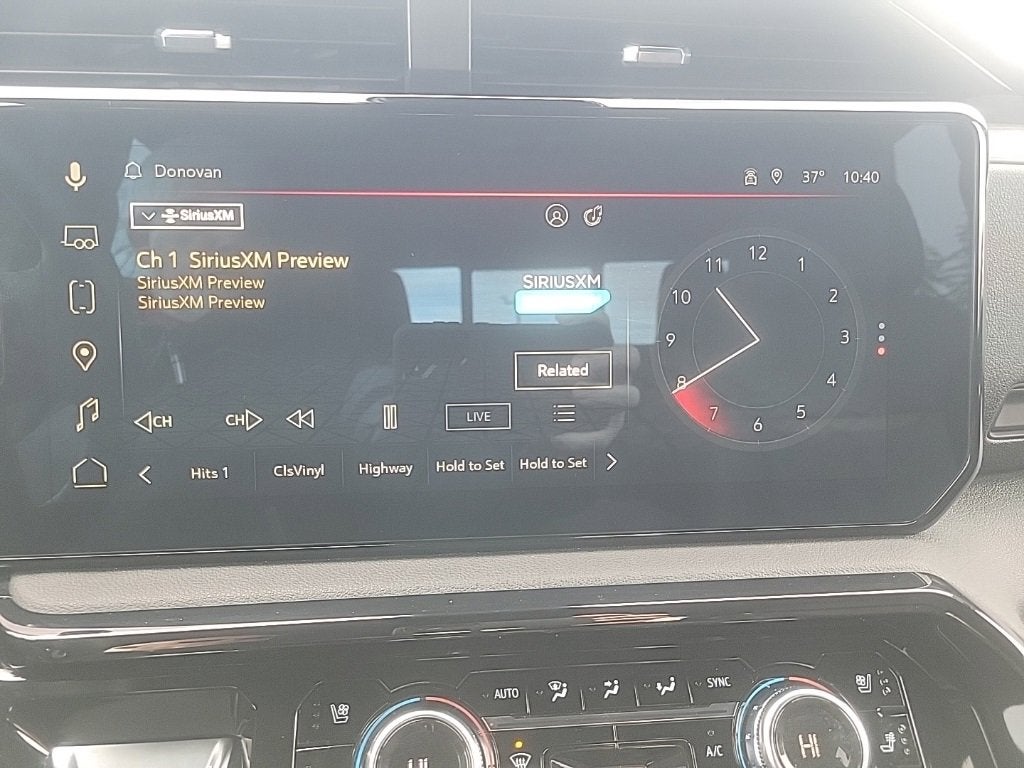 Donovan
37° 10:40
SiriusXM
Ch 1 SiriusXM Preview
SiriusXM Preview
SiriusXM Preview
SIRIUSXM
Related
12
1
2
3
4
5
6
7
8
9
10
11
CH CH LIVE
Hits 1 ClsVinyl Highway Hold to Set Hold to Set
AUTO SYNC
A/C
HI HI